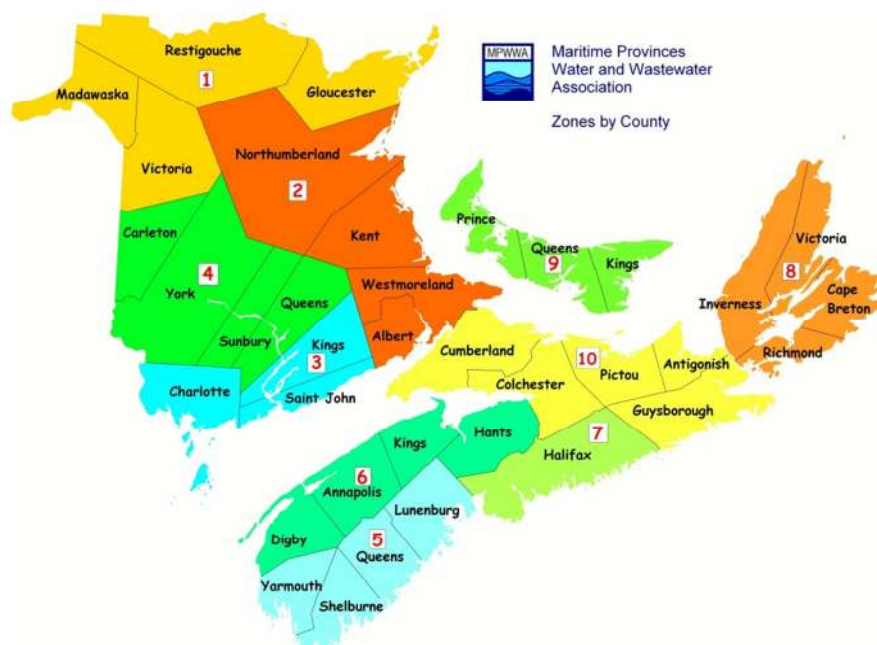 MPWWA
Maritime Provinces
Water and Wastewater
Association
Zones by County
Restigouche
1
Madawaska
Gloucester
Victoria
Northumberland
2
Carleton
Kent
4
York
Queens
Westmoreland
Sunbury
Kings
3
Albert
Charlotte
Saint John
Prince
Queens
9
Kings
Victoria
8
Cape
Breton
Inverness
Richmond
Cumberland
10
Colchester
Pictou
Antigonish
Guysborough
Hants
7
Halifax
Kings
6
Annapolis
Lunenburg
Digby
5
Queens
Yarmouth
Shelburne